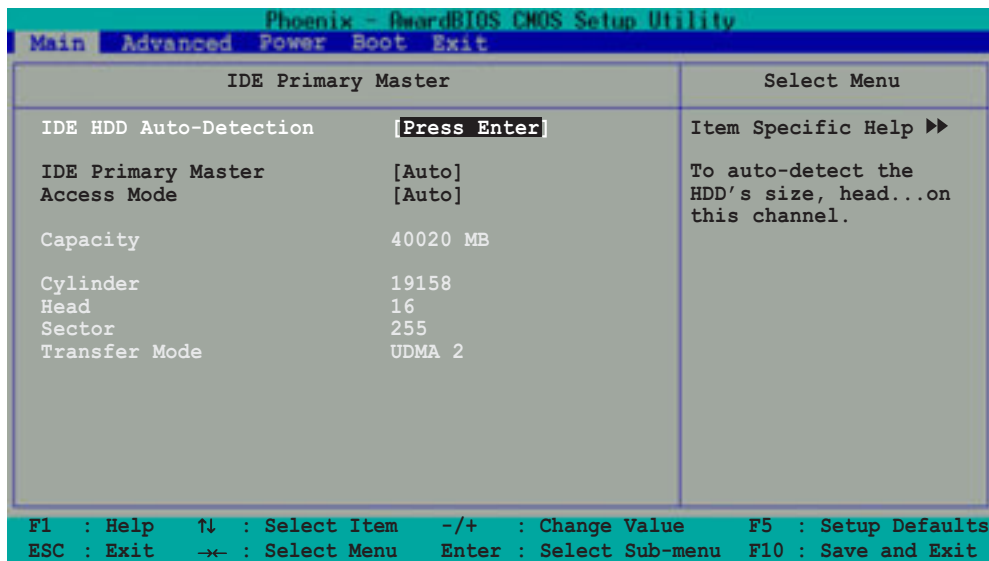 Phoenix - AwardBIOS CMOS Setup Utility
Main Advanced Power Boot Exit
IDE Primary Master
Select Menu
IDE HDD Auto-Detection [Press Enter]
IDE Primary Master [Auto]
Access Mode [Auto]
Capacity 40020 MB
Cylinder 19158
Head 16
Sector 255
Transfer Mode UDMA 2
Item Specific Help ▶▶
To auto-detect the
HDD's size, head...on
this channel.
F1 : Help ↑↓ : Select Item -/+ : Change Value F5 : Setup Defaults
ESC : Exit →← : Select Menu Enter : Select Sub-menu F10 : Save and Exit